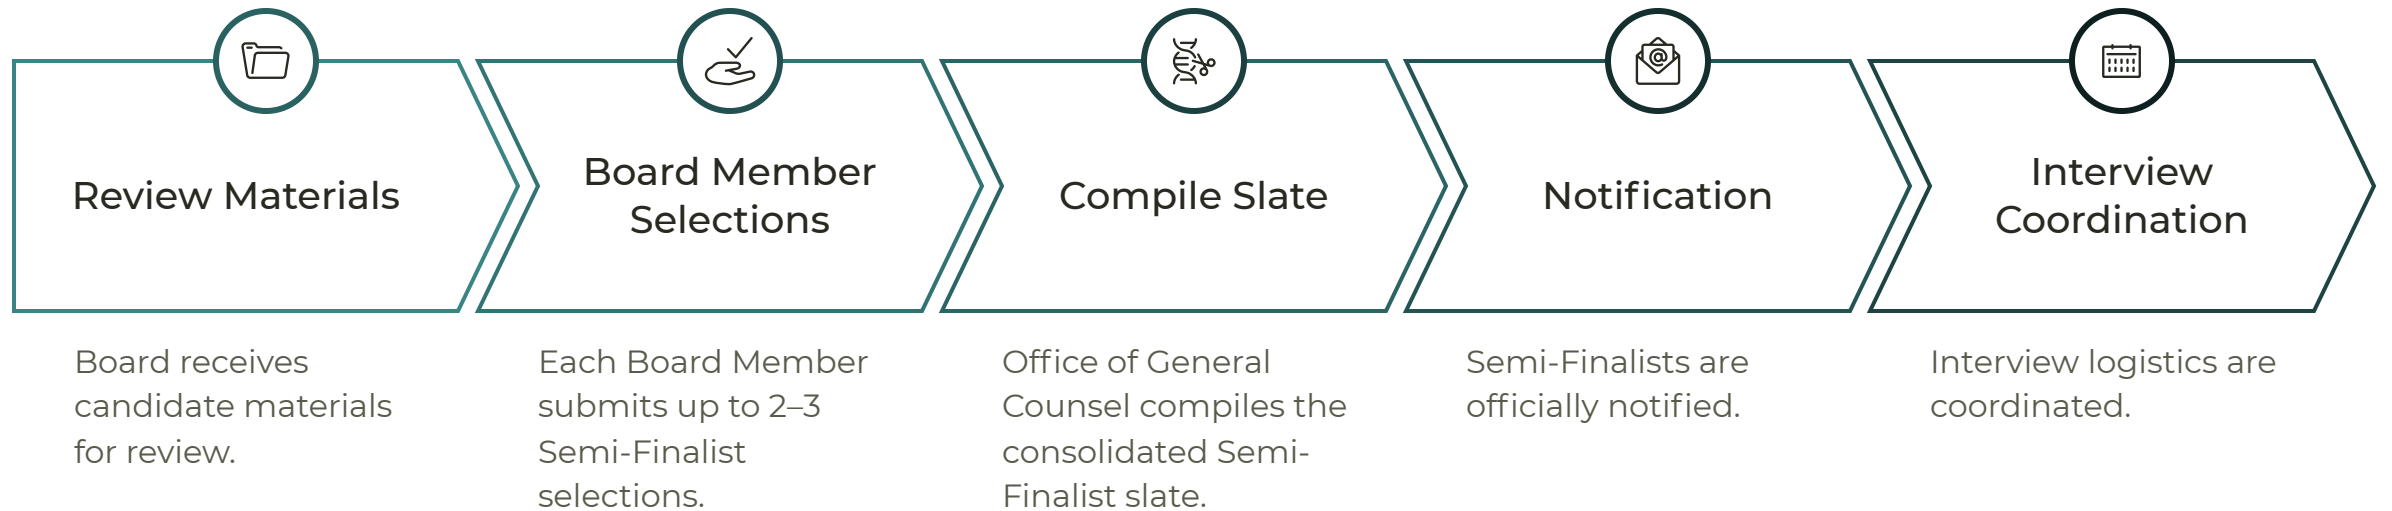 Review Materials
Board Member
Selections
Compile Slate
Notification
Interview
Coordination
Board receives
candidate materials
for review.
Each Board Member
submits up to 2–3
Semi-Finalist
selections.
Office of General
Counsel compiles the
consolidated Semi-
Finalist slate.
Semi-Finalists are
officially notified.
Interview logistics are
coordinated.